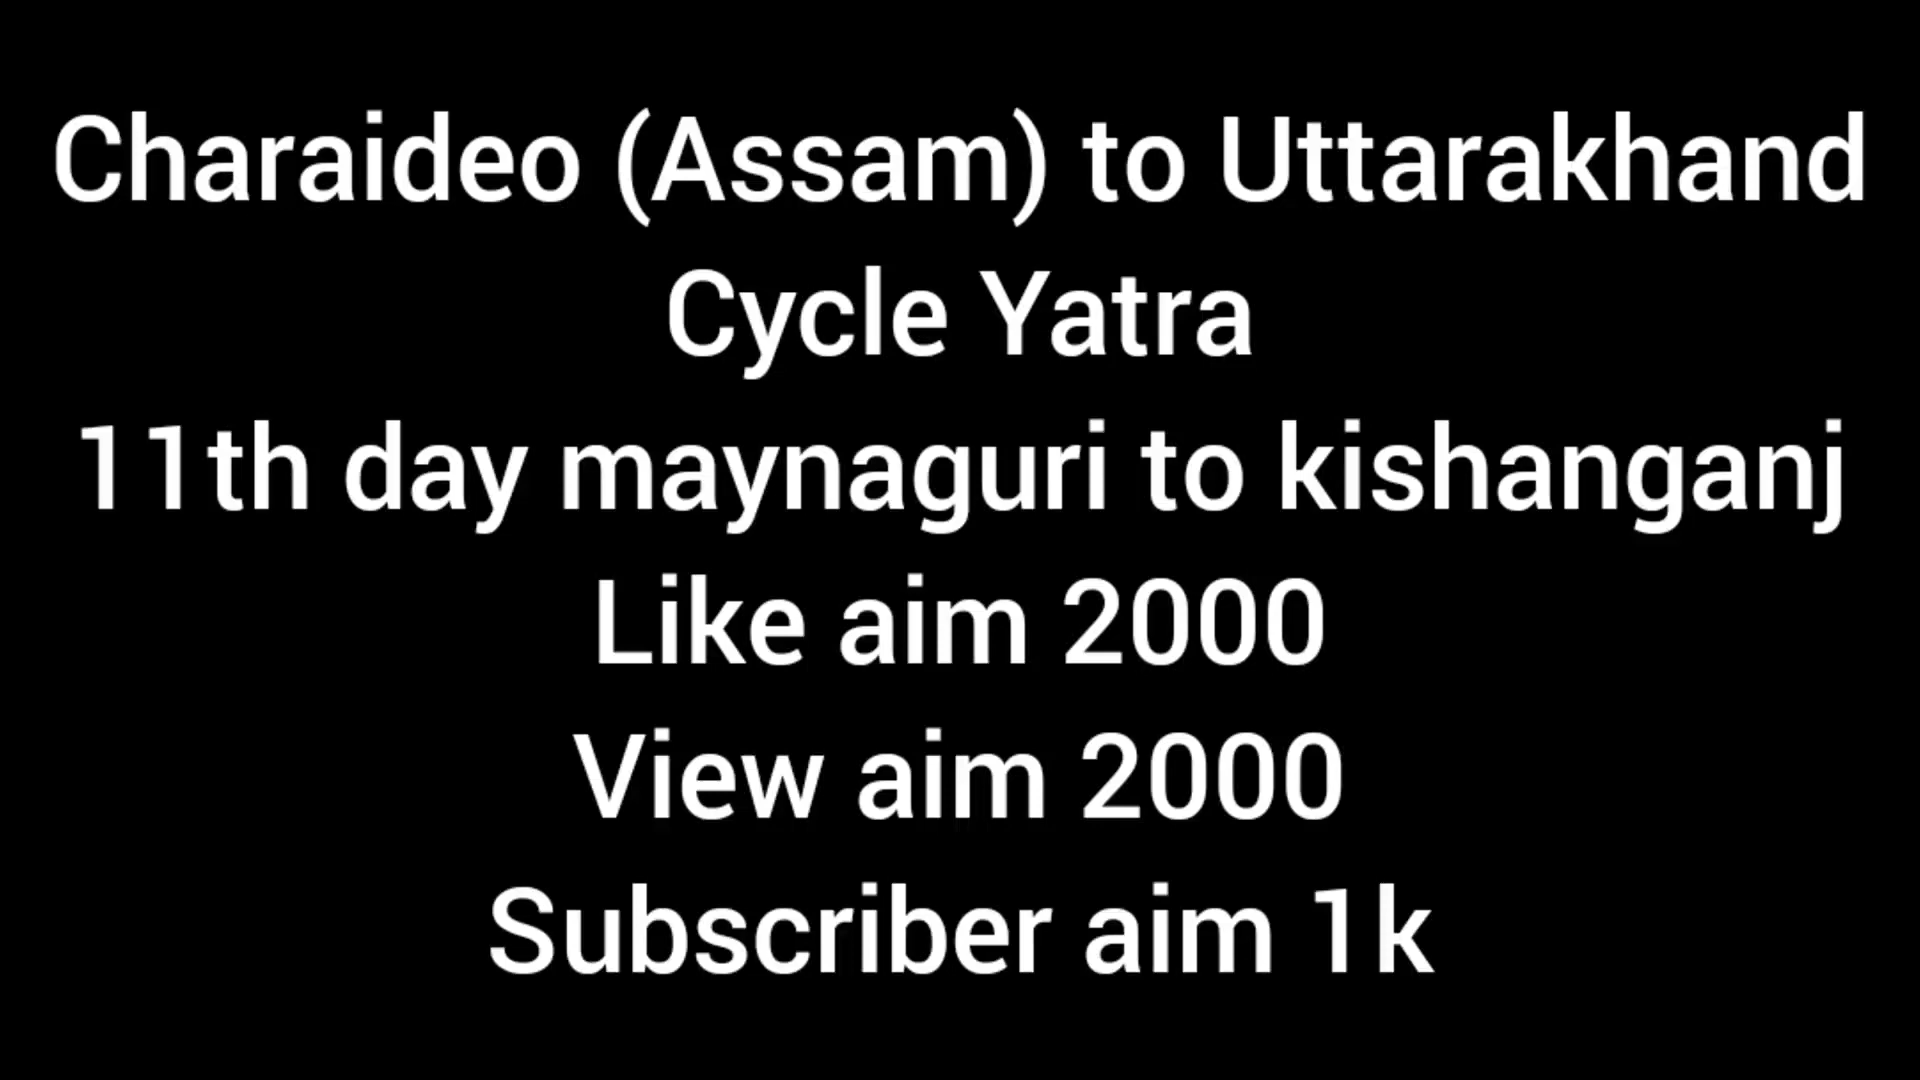 Charaideo (Assam) to Uttarakhand
Cycle Yatra
11th day maynaguri to kishanganj
Like aim 2000
View aim 2000
Subscriber aim 1k